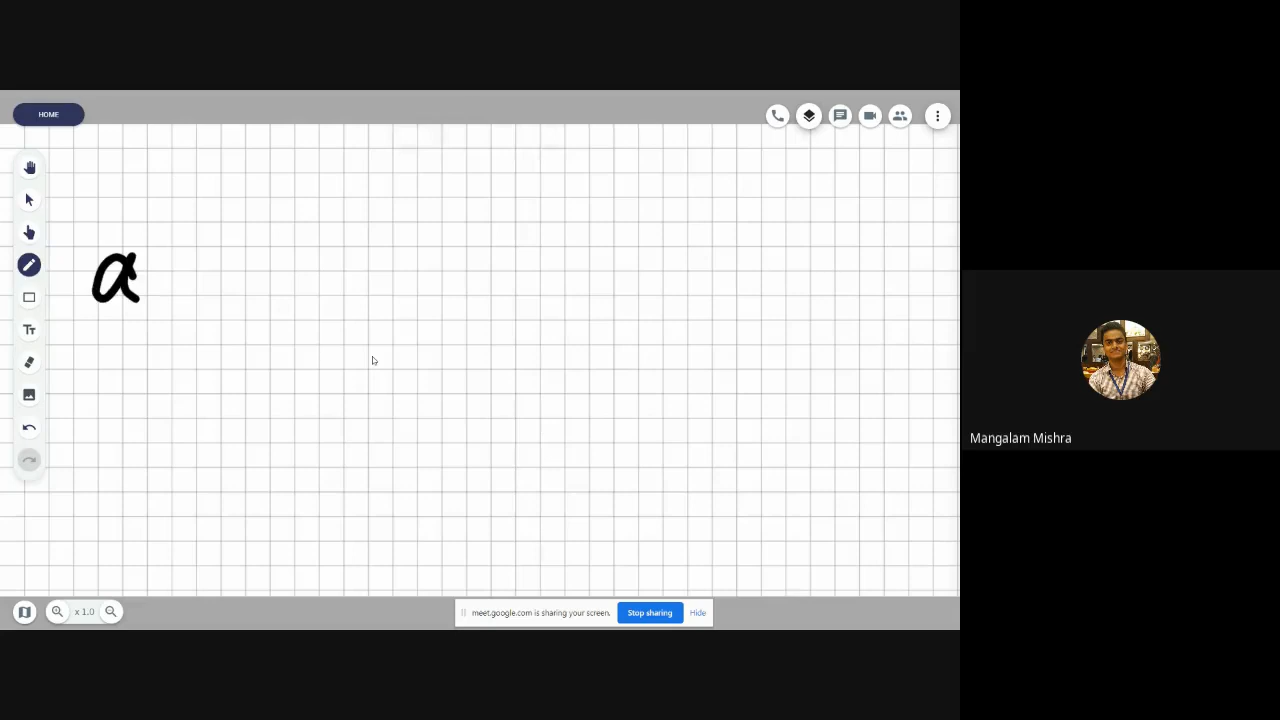 HOME
a
x 1.0
meet.google.com is sharing your screen.
Stop sharing
Hide
Mangalam Mishra